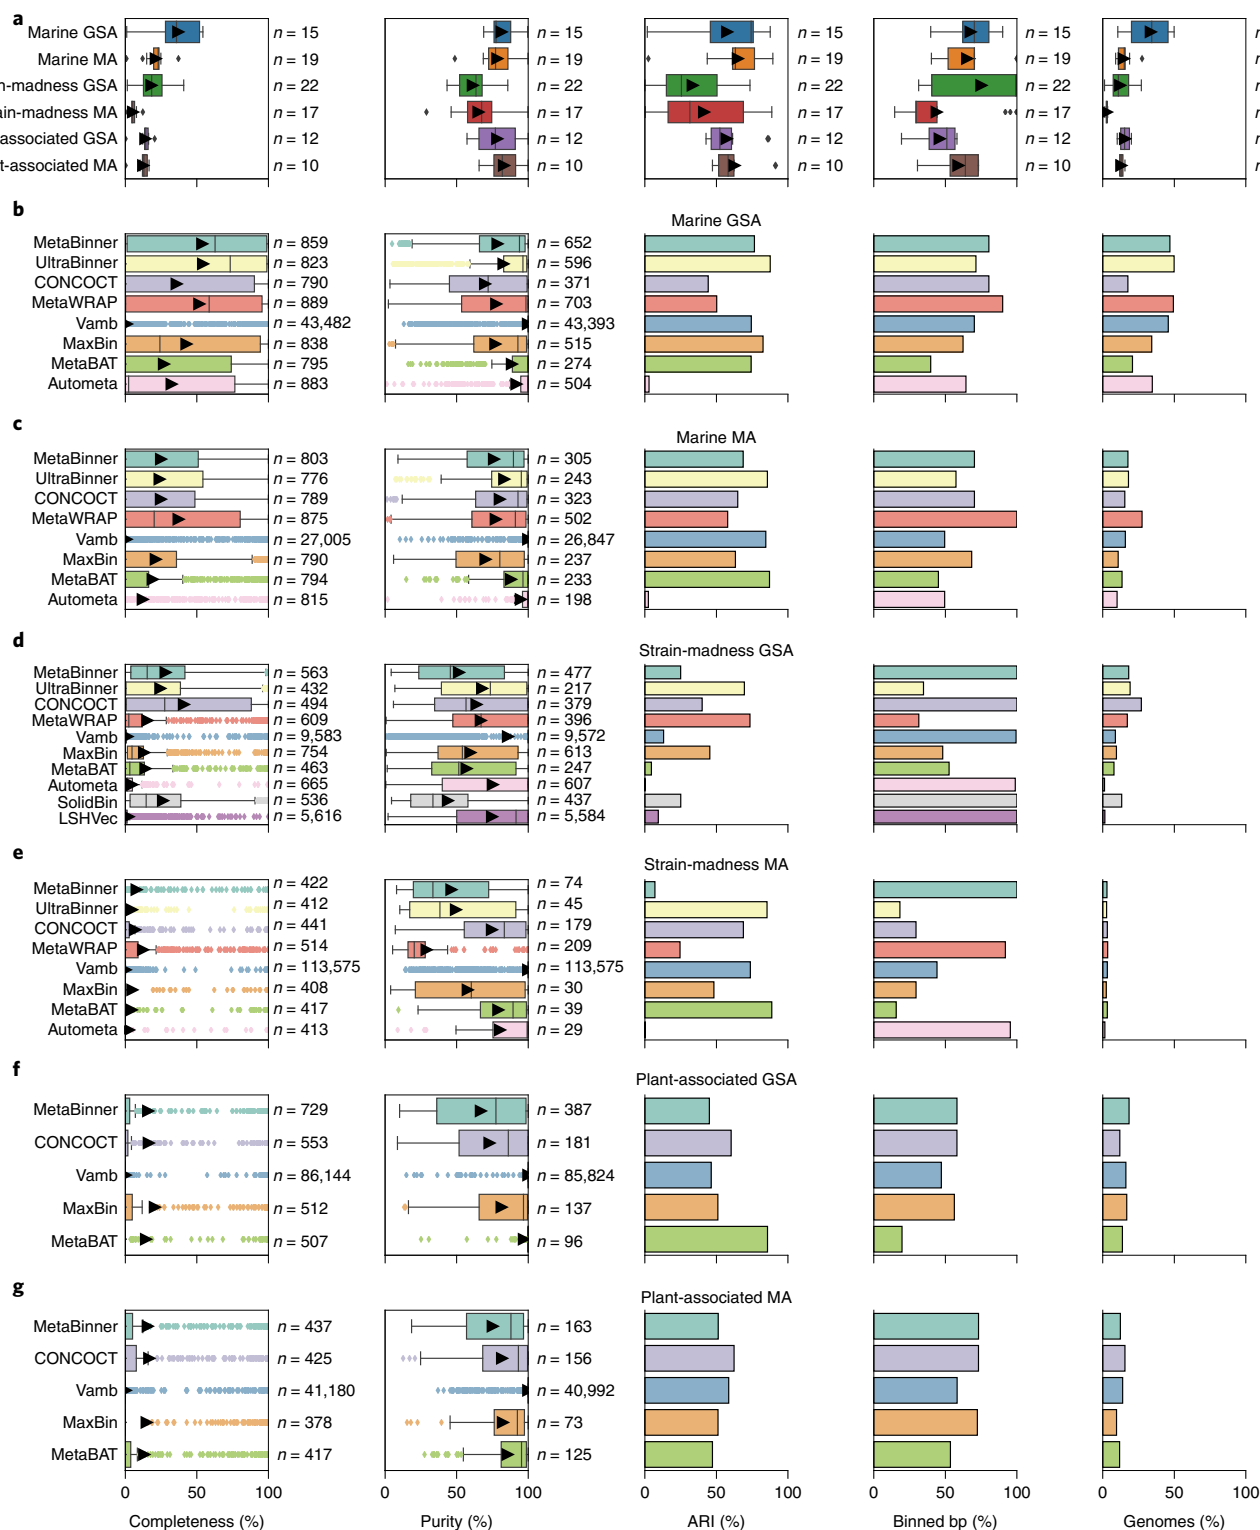 a
Marine GSA
n = 15
n = 15
n = 15
n = 15
Marine MA
n = 19
n = 19
n = 19
n = 19
n-madness GSA
n = 22
n = 22
n = 22
n = 22
ain-madness MA
n = 17
n = 17
n = 17
n = 17
associated GSA
n = 12
n = 12
n = 12
n = 12
t-associated MA
n = 10
n = 10
n = 10
n = 10
b
Marine GSA
MetaBinner
n = 859
n = 652
UltraBinner
n = 823
n = 596
CONCOCT
n = 790
n = 371
MetaWRAP
n = 889
n = 703
Vamb
n = 43,482
n = 43,393
MaxBin
n = 838
n = 515
MetaBAT
n = 795
n = 274
Autometa
n = 883
n = 504
c
Marine MA
MetaBinner
n = 803
n = 305
UltraBinner
n = 776
n = 243
CONCOCT
n = 789
n = 323
MetaWRAP
n = 875
n = 502
Vamb
n = 27,005
n = 26,847
MaxBin
n = 790
n = 237
MetaBAT
n = 794
n = 233
Autometa
n = 815
n = 198
d
Strain-madness GSA
MetaBinner
n = 563
n = 477
UltraBinner
n = 432
n = 217
CONCOCT
n = 494
n = 379
MetaWRAP
n = 609
n = 396
Vamb
n = 9,583
n = 9,572
MaxBin
n = 754
n = 613
MetaBAT
n = 463
n = 247
Autometa
n = 665
n = 607
SolidBin
n = 536
n = 437
LSHVec
n = 5,616
n = 5,584
e
Strain-madness MA
MetaBinner
n = 422
n = 74
UltraBinner
n = 412
n = 45
CONCOCT
n = 441
n = 179
MetaWRAP
n = 514
n = 209
Vamb
n = 113,575
n = 113,575
MaxBin
n = 408
n = 30
MetaBAT
n = 417
n = 39
Autometa
n = 413
n = 29
f
Plant-associated GSA
MetaBinner
n = 729
n = 387
CONCOCT
n = 553
n = 181
Vamb
n = 86,144
n = 85,824
MaxBin
n = 512
n = 137
MetaBAT
n = 507
n = 96
g
Plant-associated MA
MetaBinner
n = 437
n = 163
CONCOCT
n = 425
n = 156
Vamb
n = 41,180
n = 40,992
MaxBin
n = 378
n = 73
MetaBAT
n = 417
n = 125
0 50 100
0 50 100
0 50 100
0 50 100
0 50 100
Completeness (%)
Purity (%)
ARI (%)
Binned bp (%)
Genomes (%)